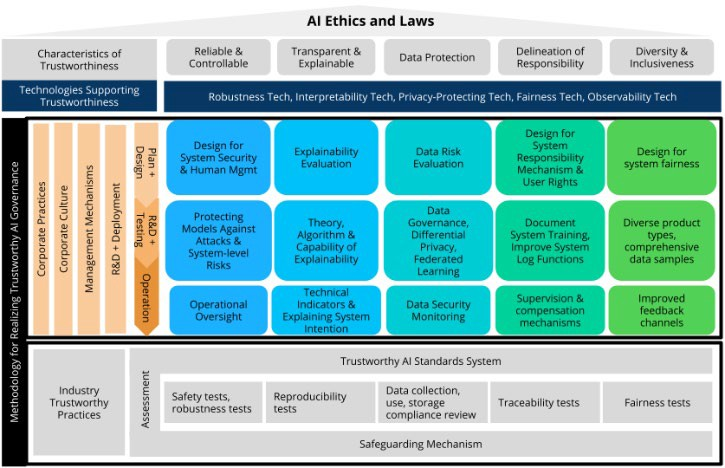 AI Ethics and Laws
Characteristics of
Trustworthiness
Reliable &
Controllable
Transparent &
Explainable
Data Protection
Delineation of
Responsibility
Diversity &
Inclusiveness
Technologies Supporting
Trustworthiness
Robustness Tech, Interpretability Tech, Privacy-Protecting Tech, Fairness Tech, Observability Tech
Methodology for Realizing Trustworthy AI Governance
Corporate Practices
Corporate Culture
Management Mechanisms
R&D + Deployment
Plan +
Design
Design for
System Security
& Human Mgmt
Explainability
Evaluation
Data Risk
Evaluation
Design for
System
Responsibility
Mechanism &
User Rights
Design for
system fairness
R&D +
Testing
Protecting
Models Against
Attacks &
System-level
Risks
Theory,
Algorithm &
Capability of
Explainability
Data
Governance,
Differential
Privacy,
Federated
Learning
Document
System Training,
Improve System
Log Functions
Diverse product
types,
comprehensive
data samples
Operation
Operational
Oversight
Technical
Indicators &
Explaining System
Intention
Data Security
Monitoring
Supervision &
compensation
mechanisms
Improved
feedback
channels
Industry
Trustworthy
Practices
Assessment
Trustworthy AI Standards System
Safety tests,
robustness tests
Reproducibility
tests
Data collection,
use, storage
compliance review
Traceability tests
Fairness tests
Safeguarding Mechanism